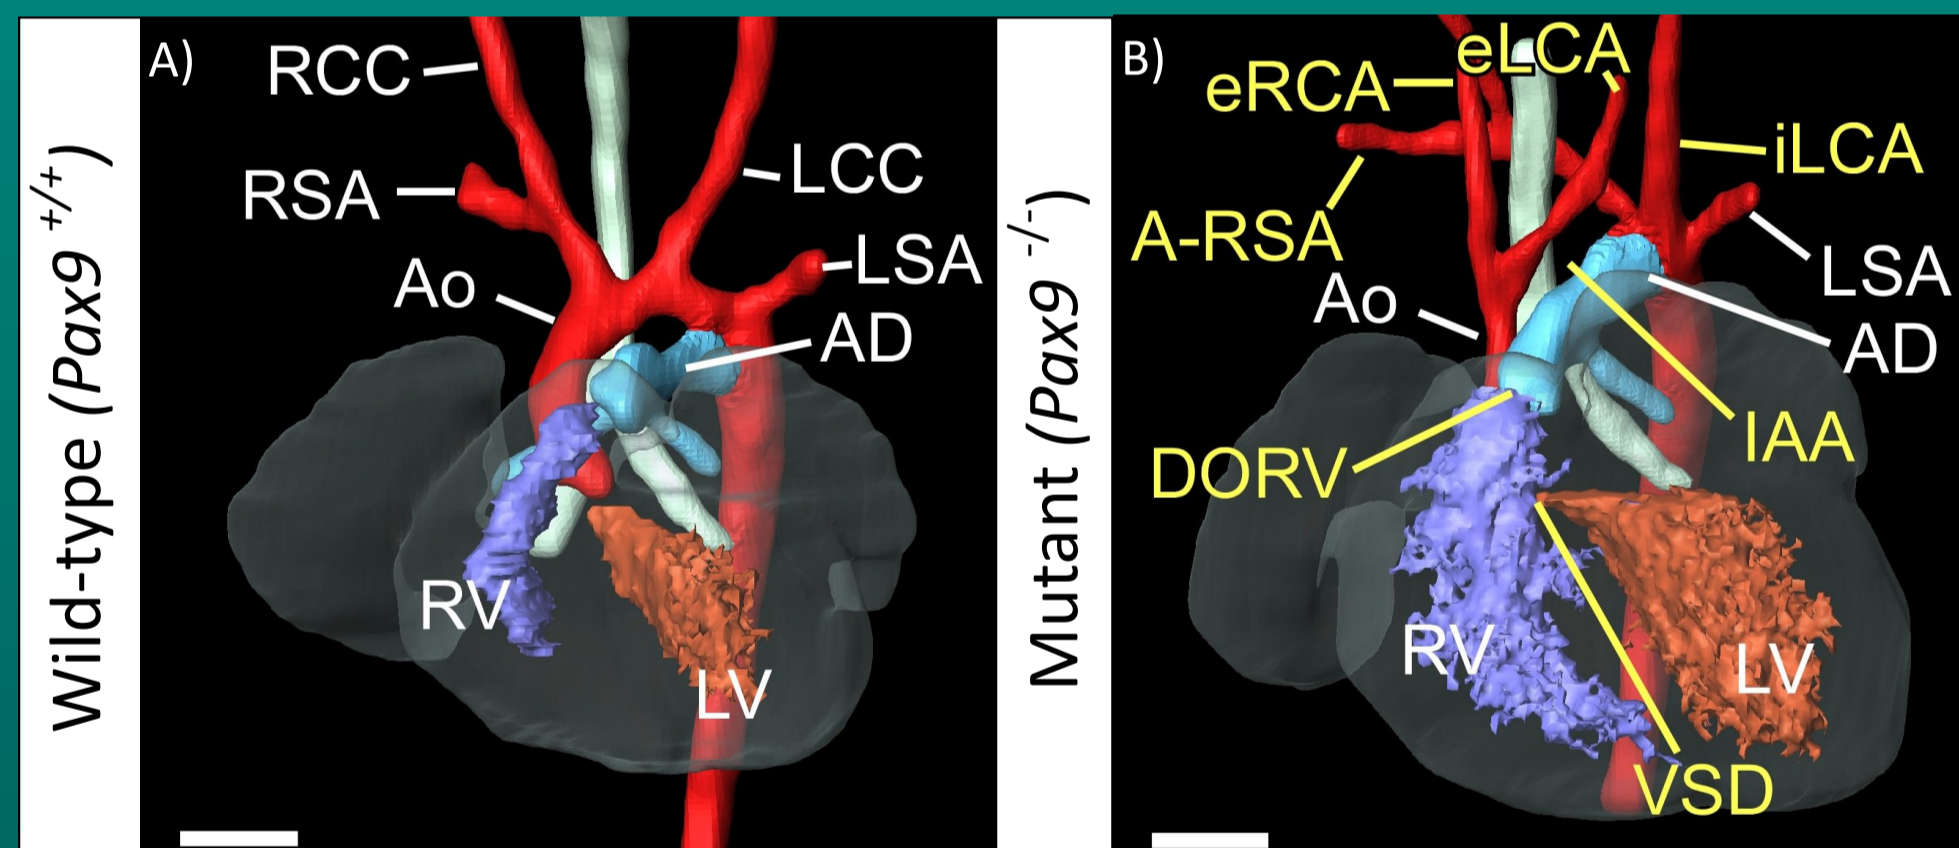 Wild-type (Pax9 +/+)
A)
RCC
RSA
LCC
LSA
Ao
AD
RV
LV
Mutant (Pax9 -/-)
B)
eLCA
eRCA
iLCA
A-RSA
LSA
Ao
AD
IAA
DORV
RV
LV
VSD